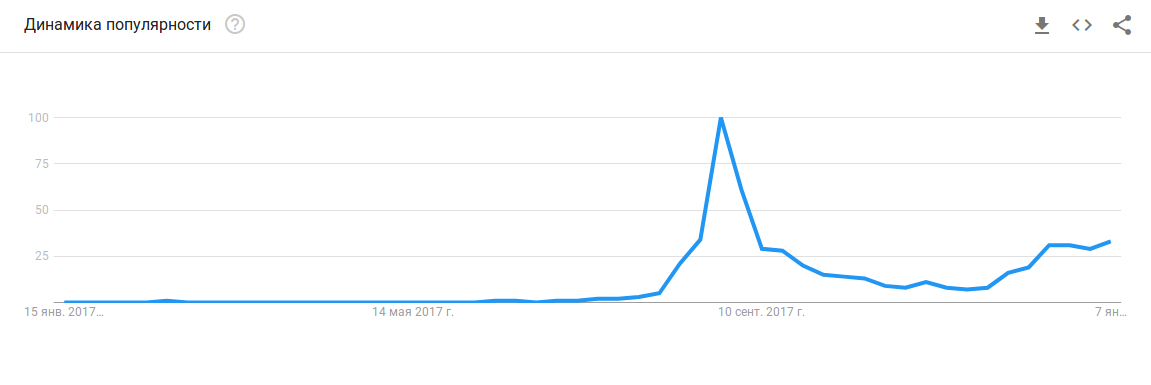 Динамика популярности ?
100
75
50
25
15 янв. 2017…
14 мая 2017 г.
10 сент. 2017 г.
7 ян…